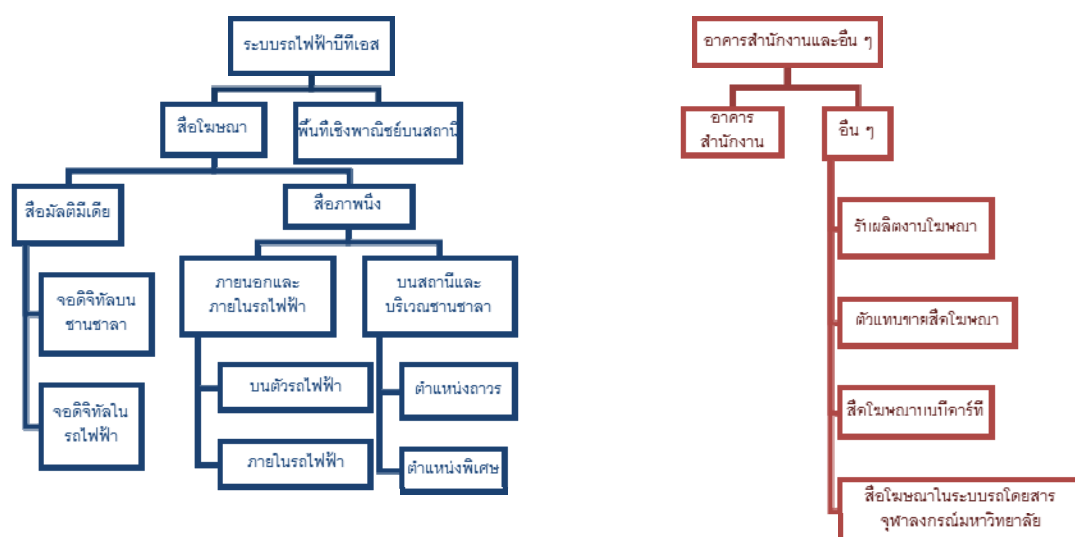 ระบบรถไฟฟ้าบีทีเอส
สื่อโฆษณา
พื้นที่เชิงพาณิชย์บนสถานี
สื่อมัลติมีเดีย
สื่อภาพนิ่ง
จอดิจิทัลบน
ชานชาลา
จอดิจิทัลใน
รถไฟฟ้า
ภายนอกและ
ภายในรถไฟฟ้า
บนตัวรถไฟฟ้า
ภายในรถไฟฟ้า
บนสถานีและ
บริเวณชานชาลา
ตำแหน่งถาวร
ตำแหน่งพิเศษ
อาคารสำนักงานและอื่น ๆ
อาคาร
สำนักงาน
อื่น ๆ
รับผลิตงานโฆษณา
ตัวแทนขายสื่อโฆษณา
สื่อโฆษณาบนบีอาร์ที
สื่อโฆษณาในระบบรถโดยสาร
จุฬาลงกรณ์มหาวิทยาลัย